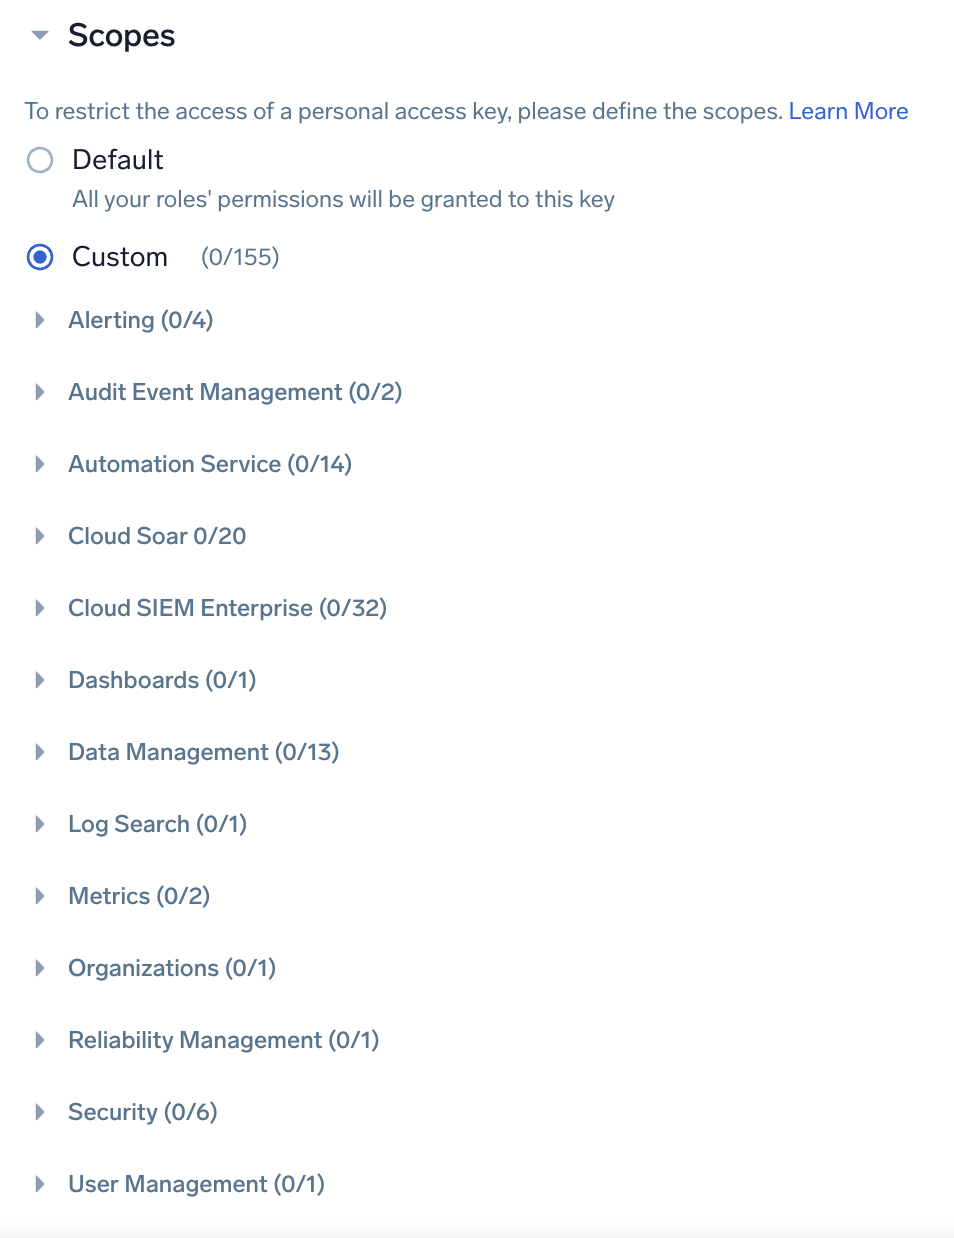 Scopes
To restrict the access of a personal access key, please define the scopes. Learn More
Default
All your roles' permissions will be granted to this key
Custom (0/155)
Alerting (0/4)
Audit Event Management (0/2)
Automation Service (0/14)
Cloud Soar 0/20
Cloud SIEM Enterprise (0/32)
Dashboards (0/1)
Data Management (0/13)
Log Search (0/1)
Metrics (0/2)
Organizations (0/1)
Reliability Management (0/1)
Security (0/6)
User Management (0/1)